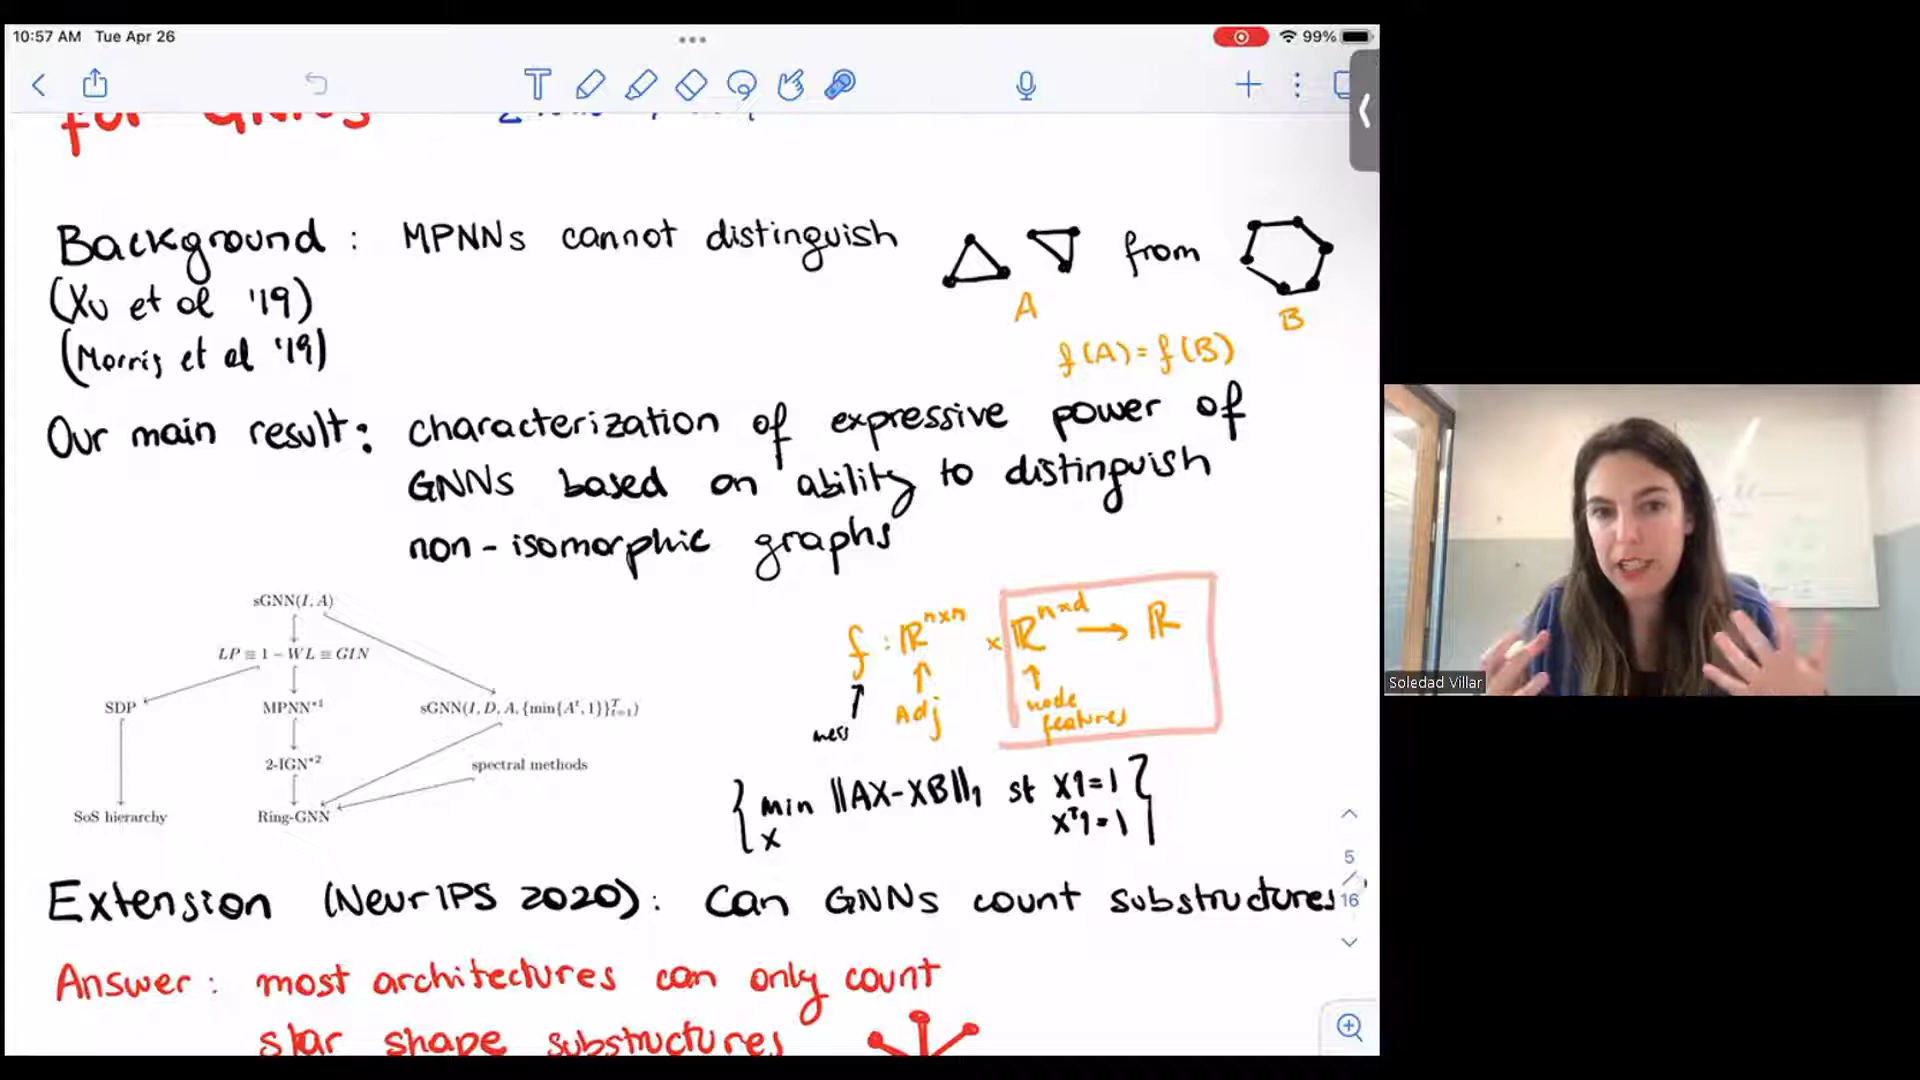 10:57 AM Tue Apr 26
99%
for GNNs
Background : MPNNs cannot distinguish from
(Xu et al '19)
(Morris et al '19)
A
B
f(A) = f(B)
Our main result: characterization of expressive power of
GNNs based on ability to distinguish
non-isomorphic graphs
sGNN(I, A)
LP ≡ 1 − WL ≡ GIN
SDP
MPNN*1
sGNN(I, D, A, {min{A^t, 1}}_{t=1}^T)
2-IGN*2
spectral methods
SoS hierarchy
Ring-GNN
f : ℝ^{n×n} × ℝ^{n×d} → ℝ
Adj
node
features
{ min ‖AX-XB‖₁ st X1=1 }
X
X^T1=1
5
16
Extension (NeurIPS 2020): Can GNNs count substructures
Answer: most architectures can only count
star shape substructures
Soledad Villar